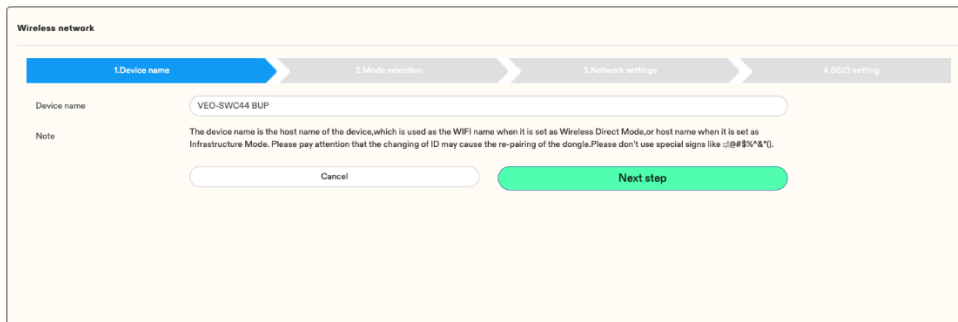 Wireless network
1.Device name
2.Mode selection
3.Network settings
4.SSID setting
Device name
VEO-SWC44 BUP
Note
The device name is the host name of the device,which is used as the WIFI name when it is set as Wireless Direct Mode,or host name when it is set as
Infrastructure Mode. Please pay attention that the changing of ID may cause the re-pairing of the dongle.Please don't use special signs like :;!@#$%^&*().
Cancel
Next step